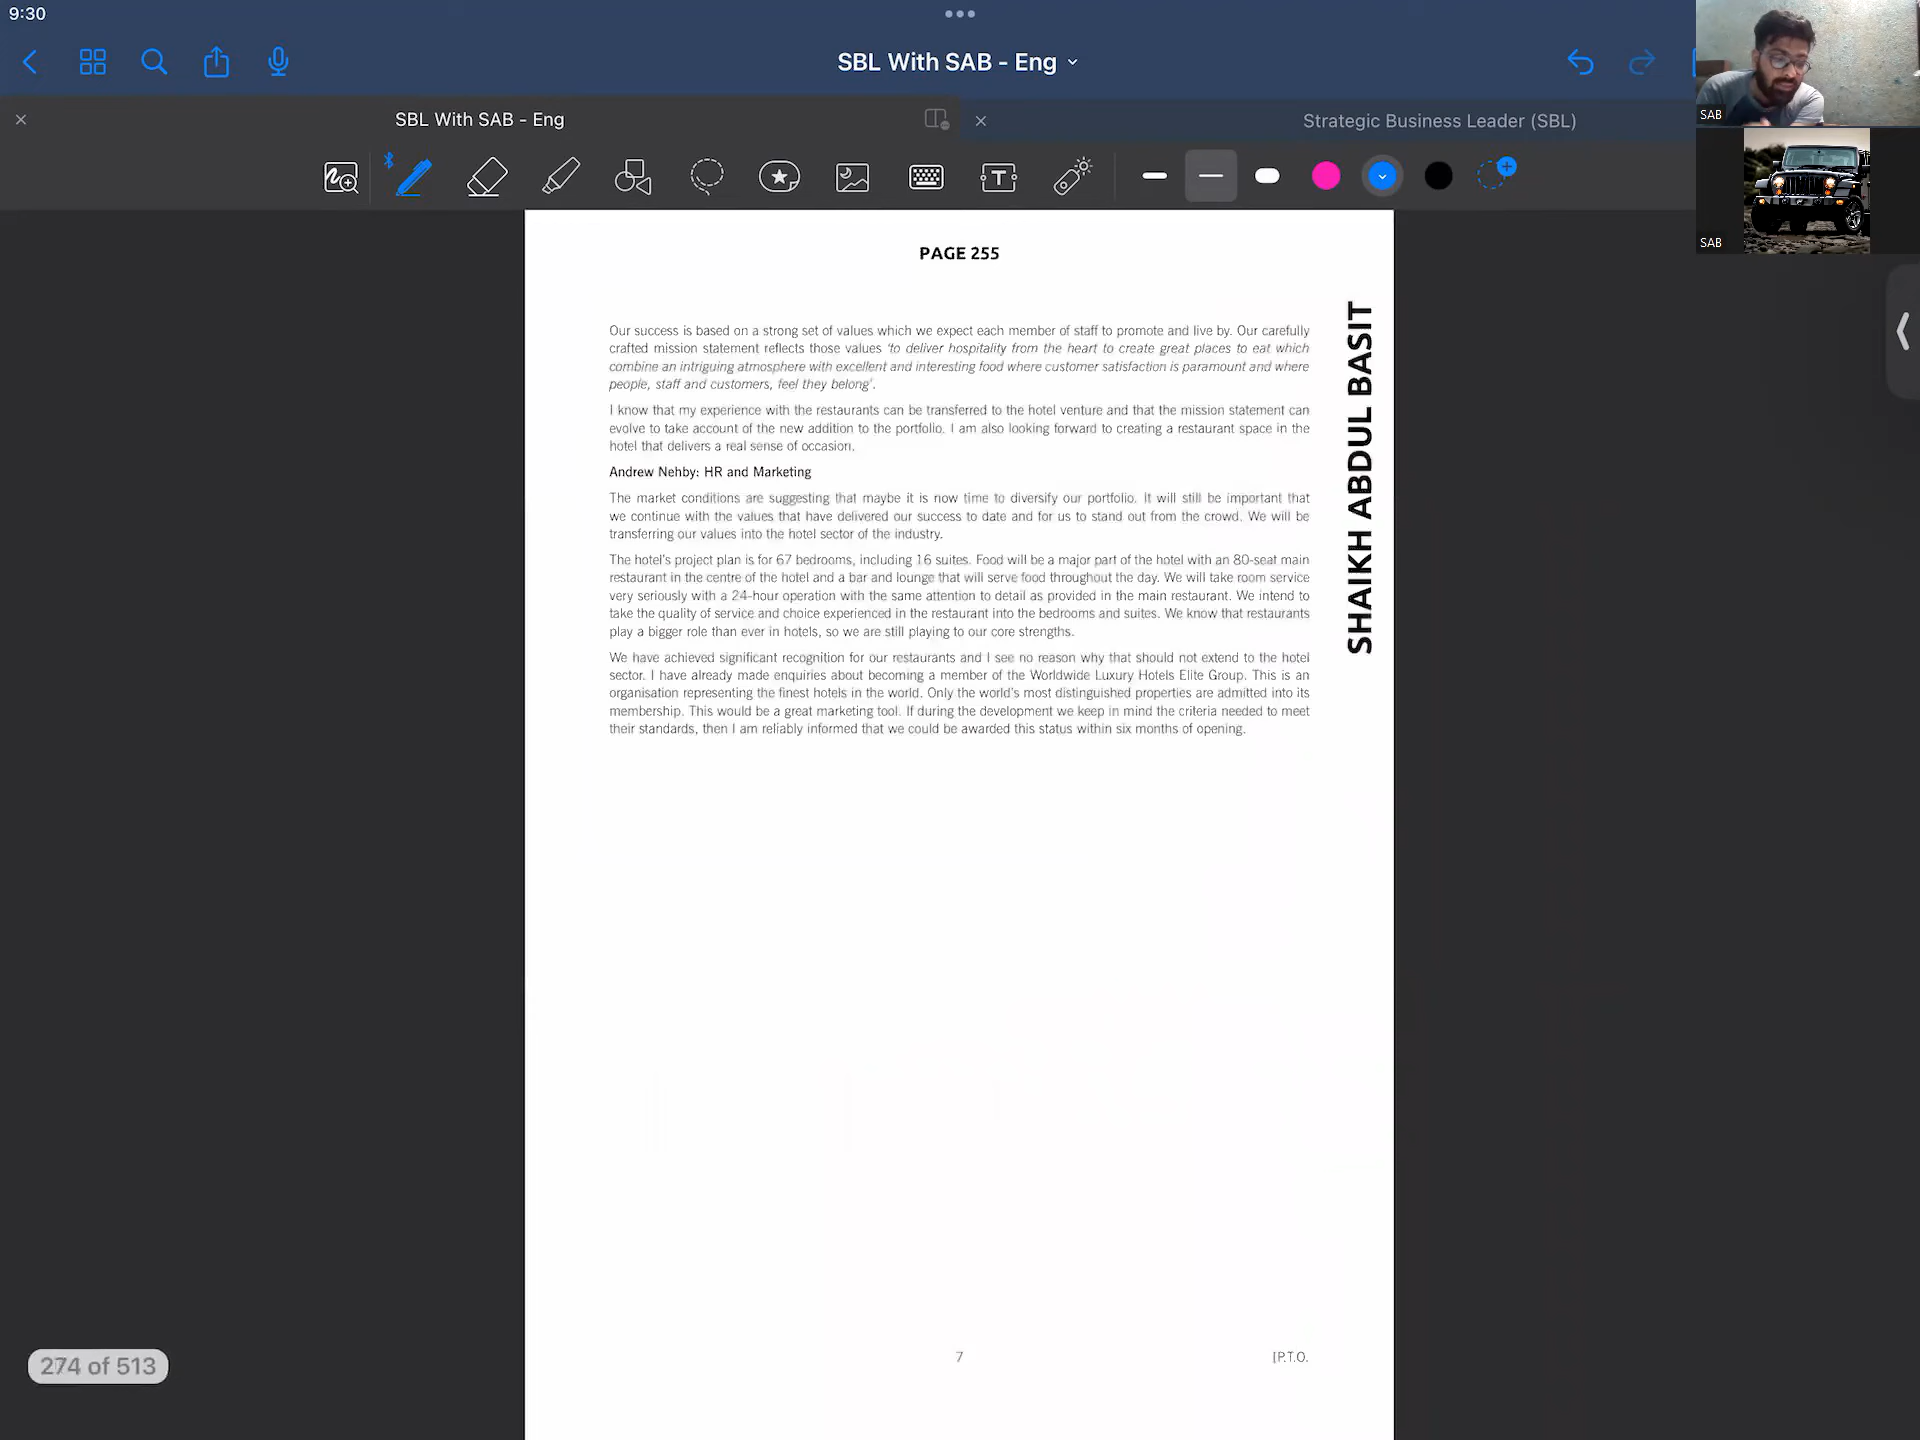 9:30
SBL With SAB - Eng
SBL With SAB - Eng
Strategic Business Leader (SBL)
SAB
SAB
T
PAGE 255
Our success is based on a strong set of values which we expect each member of staff to promote and live by. Our carefully
crafted mission statement reflects those values 'to deliver hospitality from the heart to create great places to eat which
combine an intriguing atmosphere with excellent and interesting food where customer satisfaction is paramount and where
people, staff and customers, feel they belong'.
I know that my experience with the restaurants can be transferred to the hotel venture and that the mission statement can
evolve to take account of the new addition to the portfolio. I am also looking forward to creating a restaurant space in the
hotel that delivers a real sense of occasion.
Andrew Nehby: HR and Marketing
The market conditions are suggesting that maybe it is now time to diversify our portfolio. It will still be important that
we continue with the values that have delivered our success to date and for us to stand out from the crowd. We will be
transferring our values into the hotel sector of the industry.
The hotel's project plan is for 67 bedrooms, including 16 suites. Food will be a major part of the hotel with an 80-seat main
restaurant in the centre of the hotel and a bar and lounge that will serve food throughout the day. We will take room service
very seriously with a 24-hour operation with the same attention to detail as provided in the main restaurant. We intend to
take the quality of service and choice experienced in the restaurant into the bedrooms and suites. We know that restaurants
play a bigger role than ever in hotels, so we are still playing to our core strengths.
We have achieved significant recognition for our restaurants and I see no reason why that should not extend to the hotel
sector. I have already made enquiries about becoming a member of the Worldwide Luxury Hotels Elite Group. This is an
organisation representing the finest hotels in the world. Only the world's most distinguished properties are admitted into its
membership. This would be a great marketing tool. If during the development we keep in mind the criteria needed to meet
their standards, then I am reliably informed that we could be awarded this status within six months of opening.
SHAIKH ABDUL BASIT
7
[P.T.O.
274 of 513